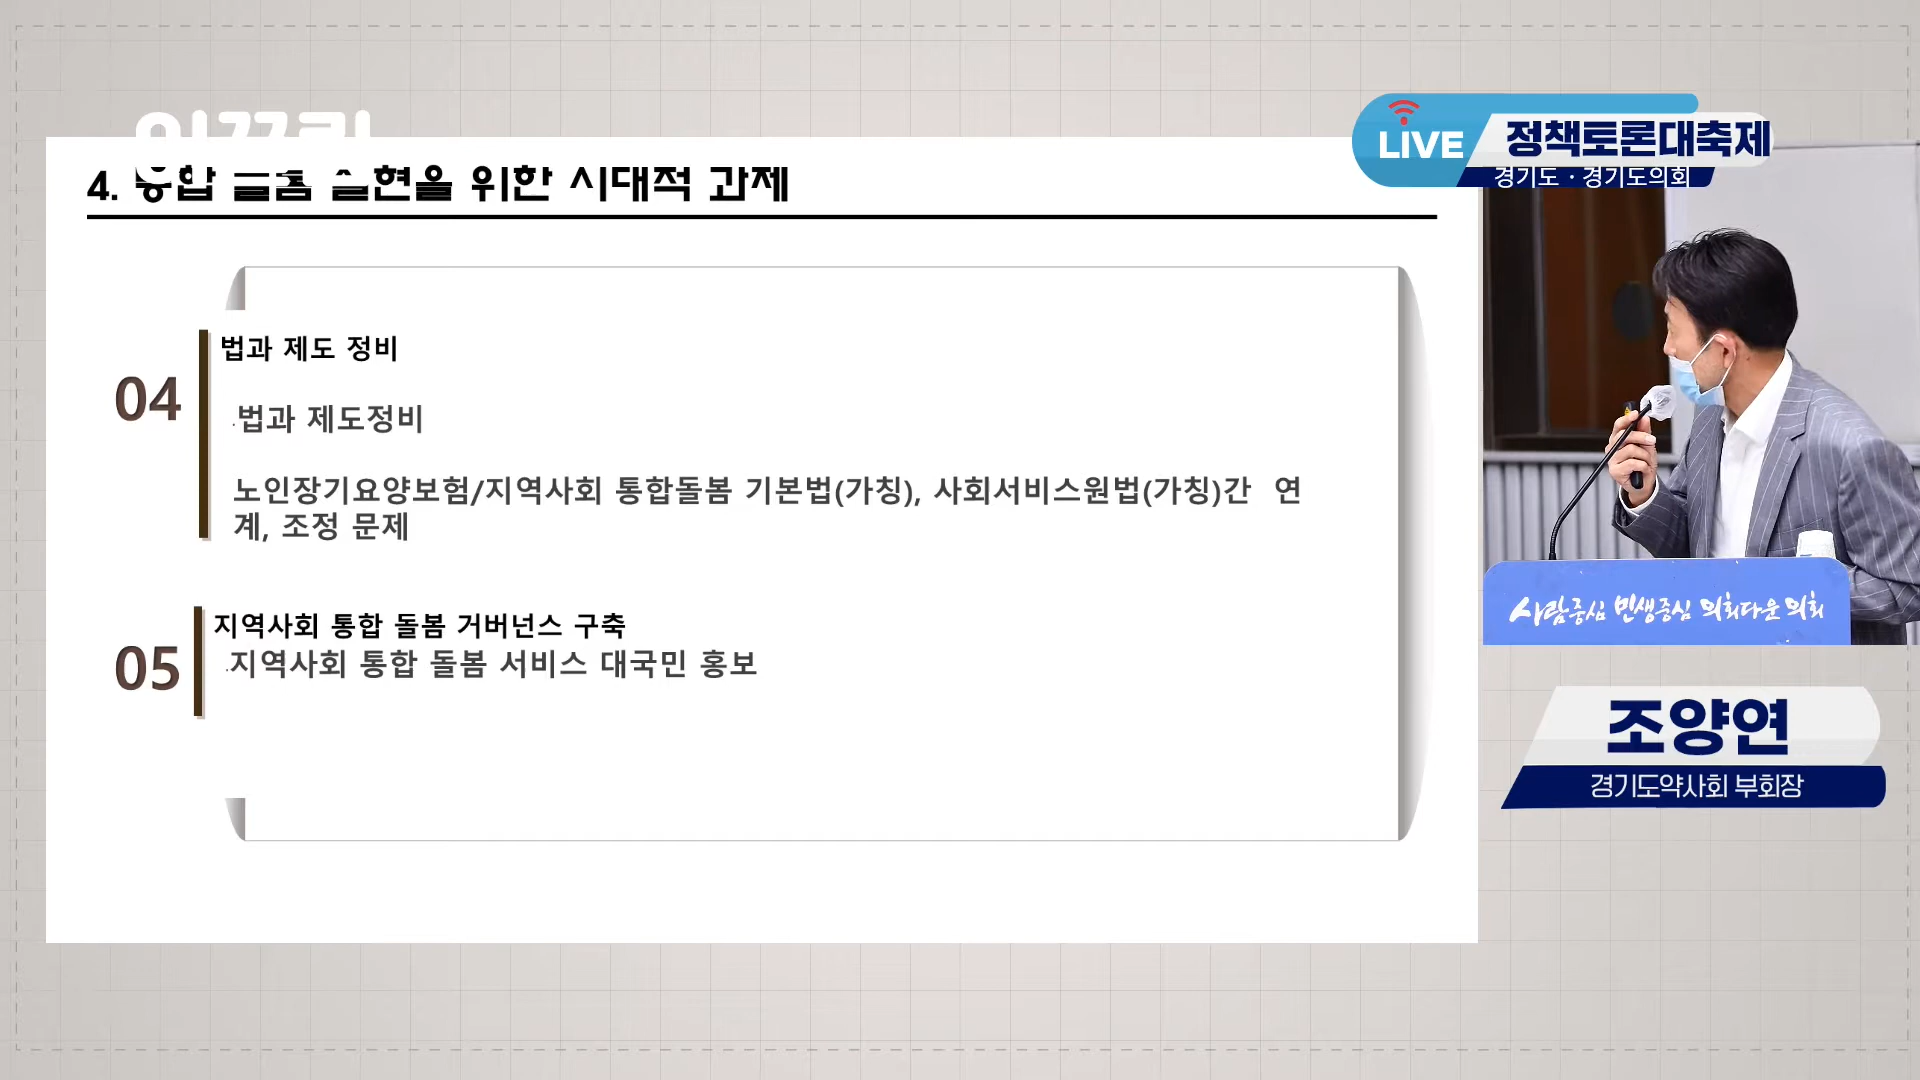 4. 통합 돌봄 실현을 위한 시대적 과제
LIVE
정책토론대축제
경기도 · 경기도의회
04
법과 제도 정비
·법과 제도정비
노인장기요양보험/지역사회 통합돌봄 기본법(가칭), 사회서비스원법(가칭)간 연
계, 조정 문제
05
지역사회 통합 돌봄 거버넌스 구축
·지역사회 통합 돌봄 서비스 대국민 홍보
사람중심 민생중심 의회다운 의회
조양연
경기도약사회 부회장